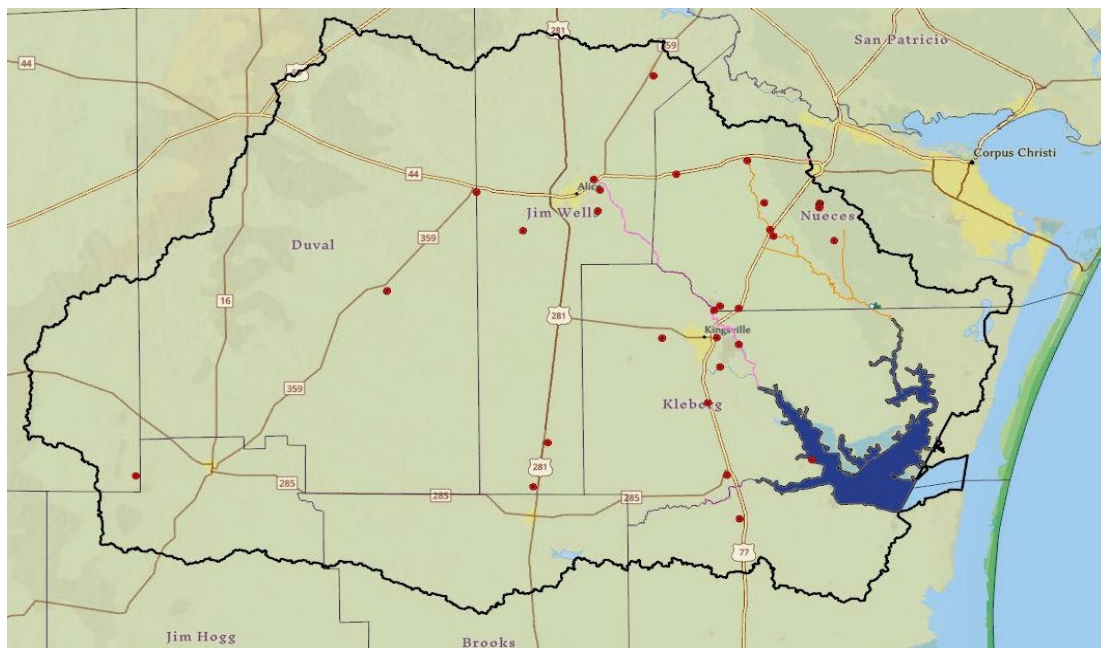 San Patricio
281
359
44
Corpus Christi
44
Alice
Jim Wells
Nueces
Duval
359
16
281
Kingsville
359
Kleberg
281
285
285
285
77
Jim Hogg
Brooks